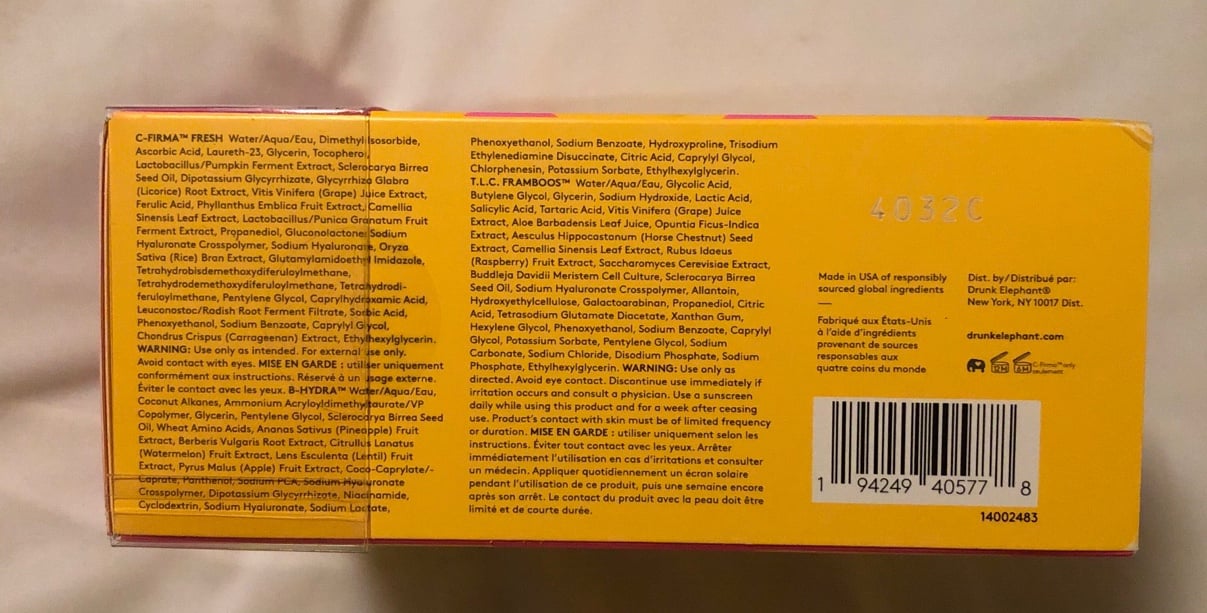 C-FIRMA™ FRESH Water/Aqua/Eau, Dimethyl Isosorbide,
Ascorbic Acid, Laureth-23, Glycerin, Tocopherol,
Lactobacillus/Pumpkin Ferment Extract, Sclerocarya Birrea
Seed Oil, Dipotassium Glycyrrhizate, Glycyrrhiza Glabra
(Licorice) Root Extract, Vitis Vinifera (Grape) Juice Extract,
Ferulic Acid, Phyllanthus Emblica Fruit Extract, Camellia
Sinensis Leaf Extract, Lactobacillus/Punica Granatum Fruit
Ferment Extract, Propanediol, Gluconolactone, Sodium
Hyaluronate Crosspolymer, Sodium Hyaluronate, Oryza
Sativa (Rice) Bran Extract, Glutamylamidoethyl Imidazole,
Tetrahydrobisdemethoxydiferuloylmethane,
Tetrahydrodemethoxydiferuloylmethane, Tetrahydrodi-
feruloylmethane, Pentylene Glycol, Caprylhydroxamic Acid,
Leuconostoc/Radish Root Ferment Filtrate, Sorbic Acid,
Phenoxyethanol, Sodium Benzoate, Caprylyl Glycol,
Chondrus Crispus (Carrageenan) Extract, Ethylhexylglycerin.
WARNING: Use only as intended. For external use only.
Avoid contact with eyes. MISE EN GARDE : utiliser uniquement
conformément aux instructions. Réservé à un usage externe.
Éviter le contact avec les yeux. B-HYDRA™ Water/Aqua/Eau,
Coconut Alkanes, Ammonium Acryloyldimethyltaurate/VP
Copolymer, Glycerin, Pentylene Glycol, Sclerocarya Birrea Seed
Oil, Wheat Amino Acids, Ananas Sativus (Pineapple) Fruit
Extract, Berberis Vulgaris Root Extract, Citrullus Lanatus
(Watermelon) Fruit Extract, Lens Esculenta (Lentil) Fruit
Extract, Pyrus Malus (Apple) Fruit Extract, Coco-Caprylate/-
Caprate, Panthenol, Sodium PCA, Sodium Hyaluronate
Crosspolymer, Dipotassium Glycyrrhizate, Niacinamide,
Cyclodextrin, Sodium Hyaluronate, Sodium Lactate,
Phenoxyethanol, Sodium Benzoate, Hydroxyproline, Trisodium
Ethylenediamine Disuccinate, Citric Acid, Caprylyl Glycol,
Chlorphenesin, Potassium Sorbate, Ethylhexylglycerin.
T.L.C. FRAMBOOS™ Water/Aqua/Eau, Glycolic Acid,
Butylene Glycol, Glycerin, Sodium Hydroxide, Lactic Acid,
Salicylic Acid, Tartaric Acid, Vitis Vinifera (Grape) Juice
Extract, Aloe Barbadensis Leaf Juice, Opuntia Ficus-Indica
Extract, Aesculus Hippocastanum (Horse Chestnut) Seed
Extract, Camellia Sinensis Leaf Extract, Rubus Idaeus
(Raspberry) Fruit Extract, Saccharomyces Cerevisiae Extract,
Buddleja Davidii Meristem Cell Culture, Sclerocarya Birrea
Seed Oil, Sodium Hyaluronate Crosspolymer, Allantoin,
Hydroxyethylcellulose, Galactoarabinan, Propanediol, Citric
Acid, Tetrasodium Glutamate Diacetate, Xanthan Gum,
Hexylene Glycol, Phenoxyethanol, Sodium Benzoate, Caprylyl
Glycol, Potassium Sorbate, Pentylene Glycol, Sodium
Carbonate, Sodium Chloride, Disodium Phosphate, Sodium
Phosphate, Ethylhexylglycerin. WARNING: Use only as
directed. Avoid eye contact. Discontinue use immediately if
irritation occurs and consult a physician. Use a sunscreen
daily while using this product and for a week after ceasing
use. Product's contact with skin must be of limited frequency
or duration. MISE EN GARDE : utiliser uniquement selon les
instructions. Éviter tout contact avec les yeux. Arrêter
immédiatement l'utilisation en cas d'irritations et consulter
un médecin. Appliquer quotidiennement un écran solaire
pendant l'utilisation de ce produit, puis une semaine encore
après son arrêt. Le contact du produit avec la peau doit être
limité et de courte durée.
4032C
Made in USA of responsibly
sourced global ingredients
Fabriqué aux États-Unis
à l'aide d'ingrédients
provenant de sources
responsables aux
quatre coins du monde
Dist. by/Distribué par:
Drunk Elephant®
New York, NY 10017 Dist.
drunkelephant.com
12M 6M C-Firma™ only
seulement
1 94249 40577 8
14002483